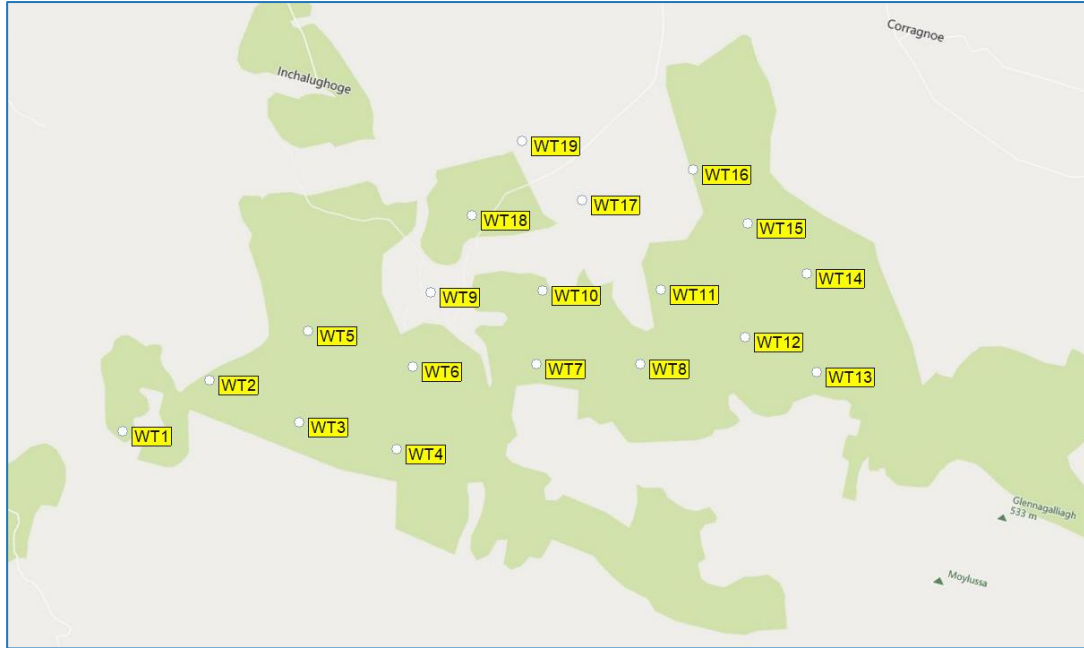 Corragnoe
Inchalughoge
WT19
WT16
WT17
WT18
WT15
WT14
WT9
WT10
WT11
WT5
WT12
WT6
WT7
WT8
WT13
WT2
WT3
WT1
WT4
Glennagalliagh
533 m
Moylussa